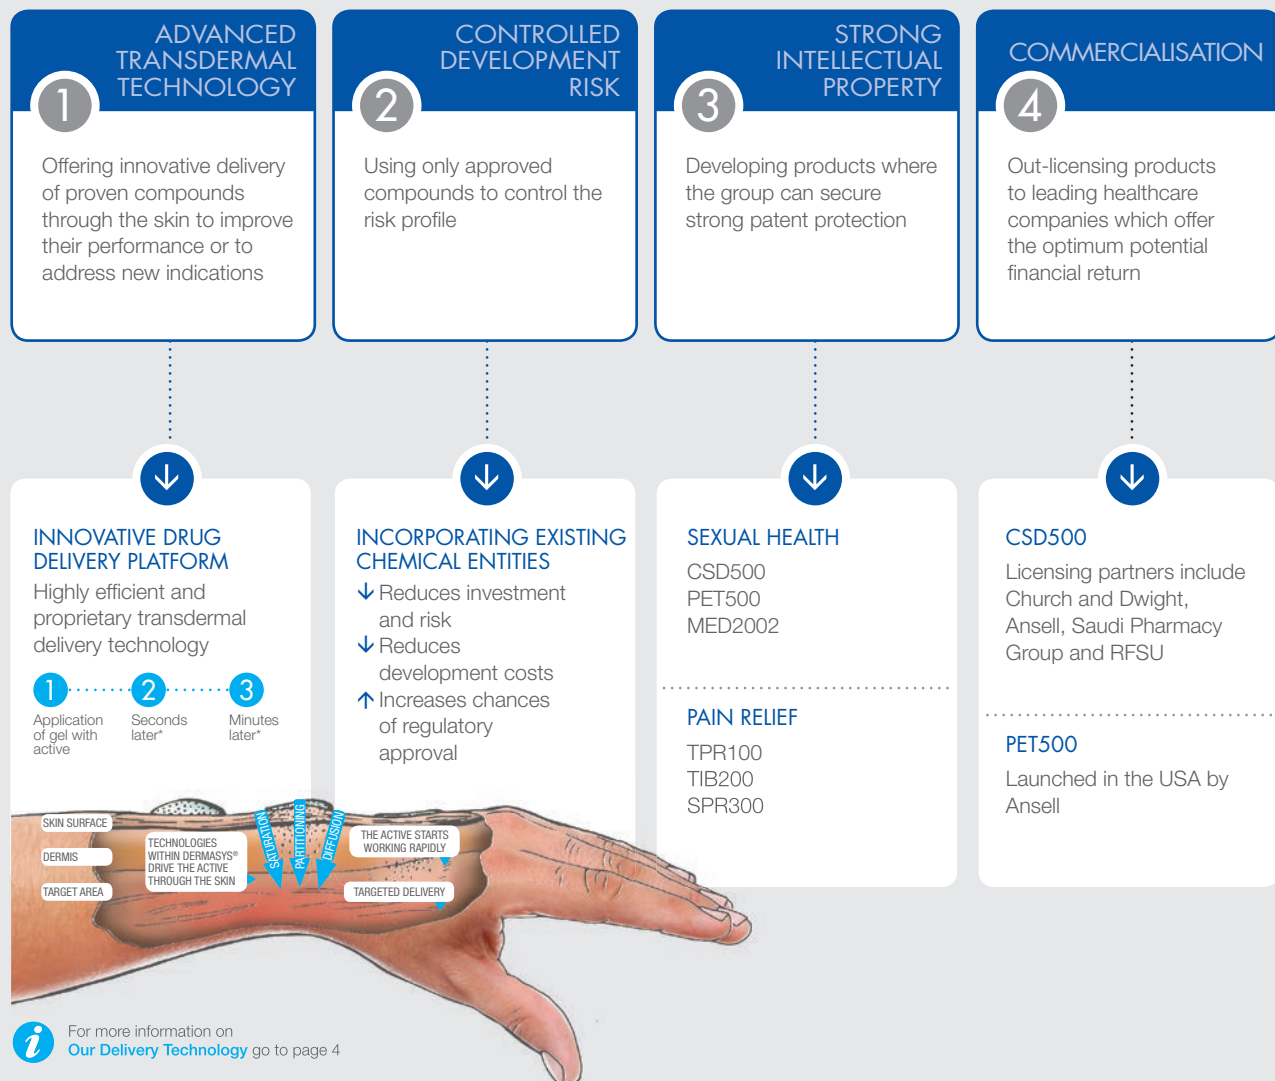 ADVANCED
TRANSDERMAL
TECHNOLOGY
1
Offering innovative delivery
of proven compounds
through the skin to improve
their performance or to
address new indications
CONTROLLED
DEVELOPMENT
RISK
2
Using only approved
compounds to control the
risk profile
STRONG
INTELLECTUAL
PROPERTY
3
Developing products where
the group can secure
strong patent protection
COMMERCIALISATION
4
Out-licensing products
to leading healthcare
companies which offer
the optimum potential
financial return
INNOVATIVE DRUG
DELIVERY PLATFORM
Highly efficient and
proprietary transdermal
delivery technology
1
2
3
Application
of gel with
active
Seconds
later*
Minutes
later*
SKIN SURFACE
DERMIS
TARGET AREA
TECHNOLOGIES
WITHIN DERMASYS®
DRIVE THE ACTIVE
THROUGH THE SKIN
SATURATION
PARTITIONING
DIFFUSION
THE ACTIVE STARTS
WORKING RAPIDLY
TARGETED DELIVERY
INCORPORATING EXISTING
CHEMICAL ENTITIES
↓ Reduces investment
and risk
↓ Reduces
development costs
↑ Increases chances
of regulatory
approval
SEXUAL HEALTH
CSD500
PET500
MED2002
PAIN RELIEF
TPR100
TIB200
SPR300
CSD500
Licensing partners include
Church and Dwight,
Ansell, Saudi Pharmacy
Group and RFSU
PET500
Launched in the USA by
Ansell
i
For more information on
Our Delivery Technology go to page 4